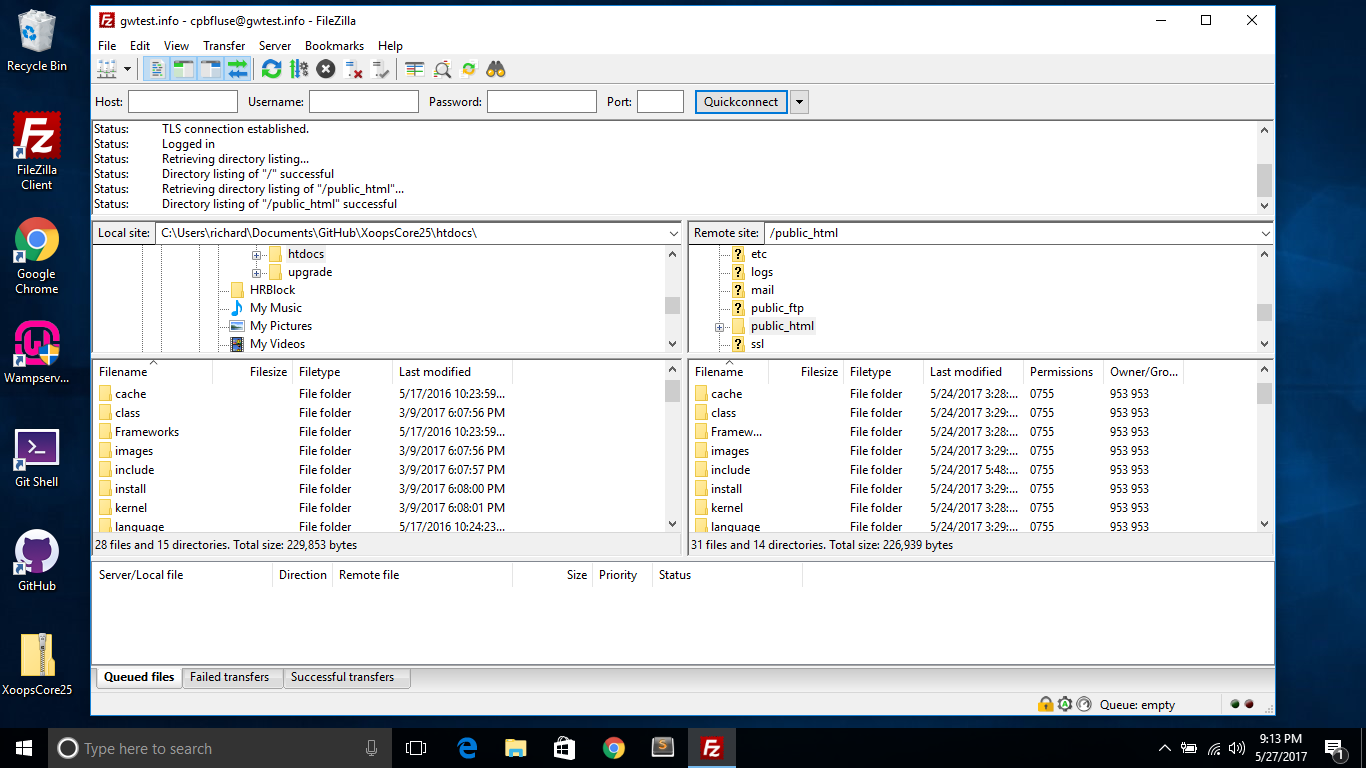 Recycle Bin
FileZilla
Client
Google
Chrome
Wampserv...
Git Shell
GitHub
XoopsCore25
gwtest.info - cpbfluse@gwtest.info - FileZilla
File Edit View Transfer Server Bookmarks Help
Host: Username: Password: Port: Quickconnect
Status: TLS connection established.
Status: Logged in
Status: Retrieving directory listing...
Status: Directory listing of "/" successful
Status: Retrieving directory listing of "/public_html"...
Status: Directory listing of "/public_html" successful
Local site: C:\Users\richard\Documents\GitHub\XoopsCore25\htdocs\
htdocs
upgrade
HRBlock
My Music
My Pictures
My Videos
Filename Filesize Filetype Last modified
cache File folder 5/17/2016 10:23:59...
class File folder 3/9/2017 6:07:56 PM
Frameworks File folder 5/17/2016 10:23:59...
images File folder 3/9/2017 6:07:56 PM
include File folder 3/9/2017 6:07:57 PM
install File folder 3/9/2017 6:08:00 PM
kernel File folder 3/9/2017 6:08:01 PM
language File folder 5/17/2016 10:24:23...
28 files and 15 directories. Total size: 229,853 bytes
Remote site: /public_html
etc
logs
mail
public_ftp
public_html
ssl
Filename Filesize Filetype Last modified Permissions Owner/Gro...
cache File folder 5/24/2017 3:28:... 0755 953 953
class File folder 5/24/2017 3:29:... 0755 953 953
Framew... File folder 5/24/2017 3:28:... 0755 953 953
images File folder 5/24/2017 3:29:... 0755 953 953
include File folder 5/24/2017 5:48:... 0755 953 953
install File folder 5/24/2017 3:29:... 0755 953 953
kernel File folder 5/24/2017 3:28:... 0755 953 953
language File folder 5/24/2017 3:29:... 0755 953 953
31 files and 14 directories. Total size: 226,939 bytes
Server/Local file Direction Remote file Size Priority Status
Queued files Failed transfers Successful transfers
Queue: empty
Type here to search
9:13 PM
5/27/2017
1